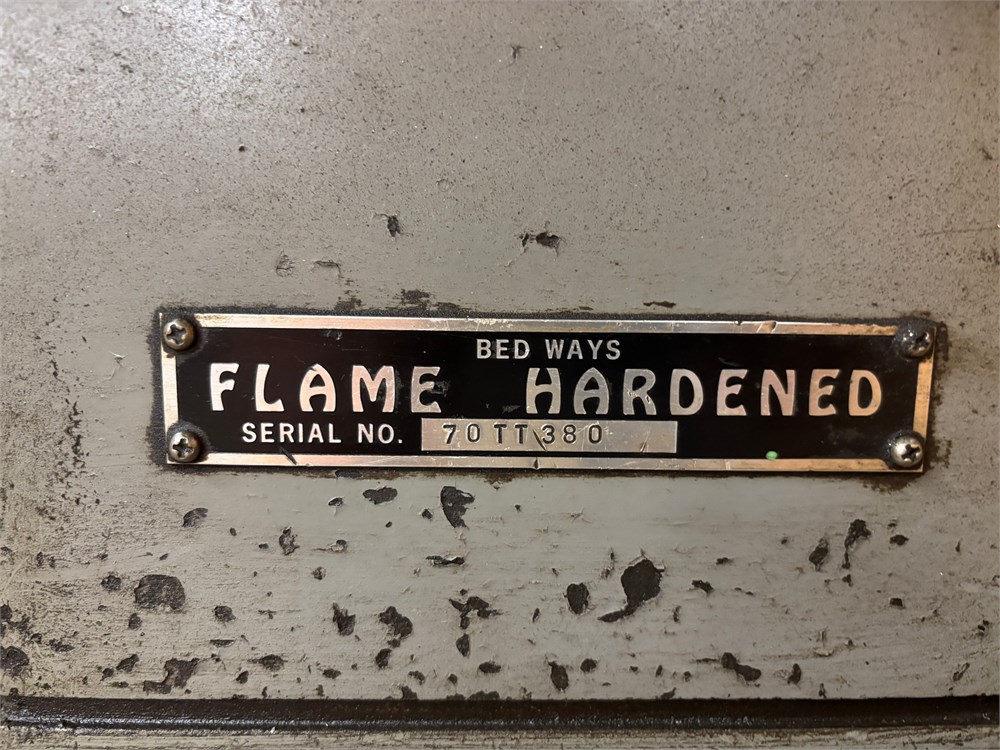 BED WAYS
FLAME HARDENED
SERIAL NO. 70TT380